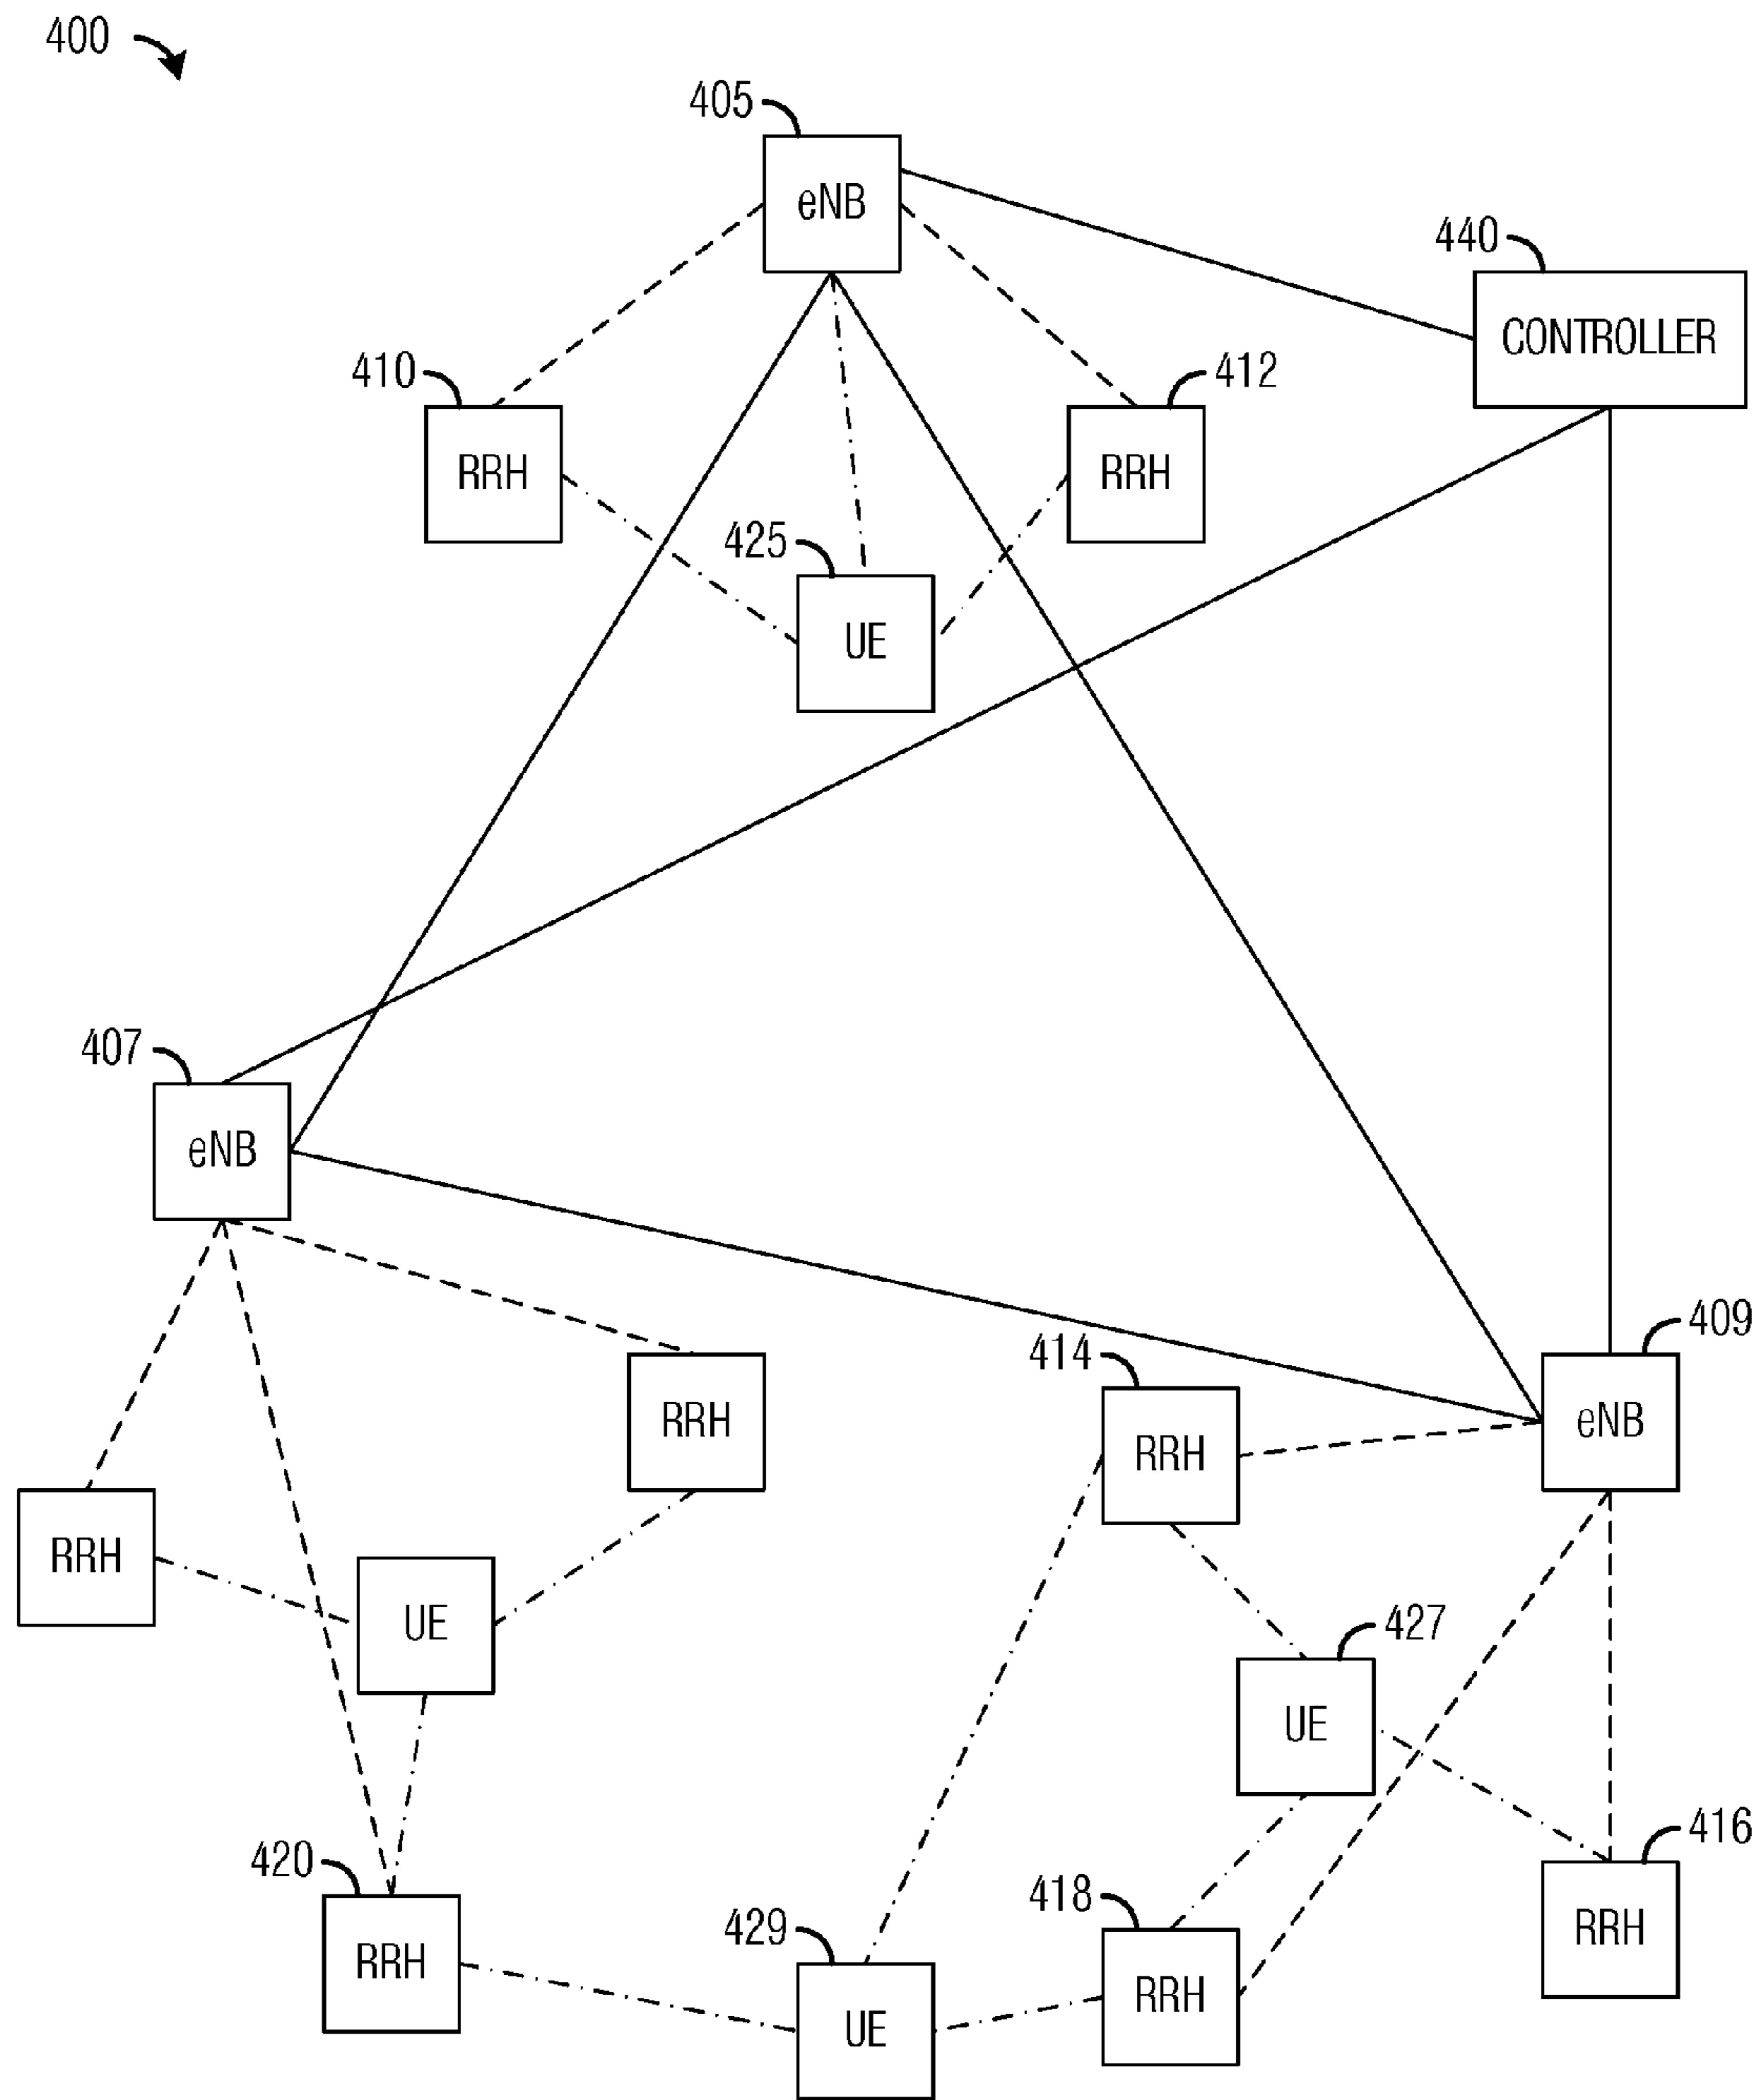 400
405
eNB
440
CONTROLLER
410
412
RRH
RRH
425
UE
407
eNB
409
414
eNB
RRH
RRH
RRH
UE
427
UE
416
420
418
RRH
429
RRH
RRH
UE